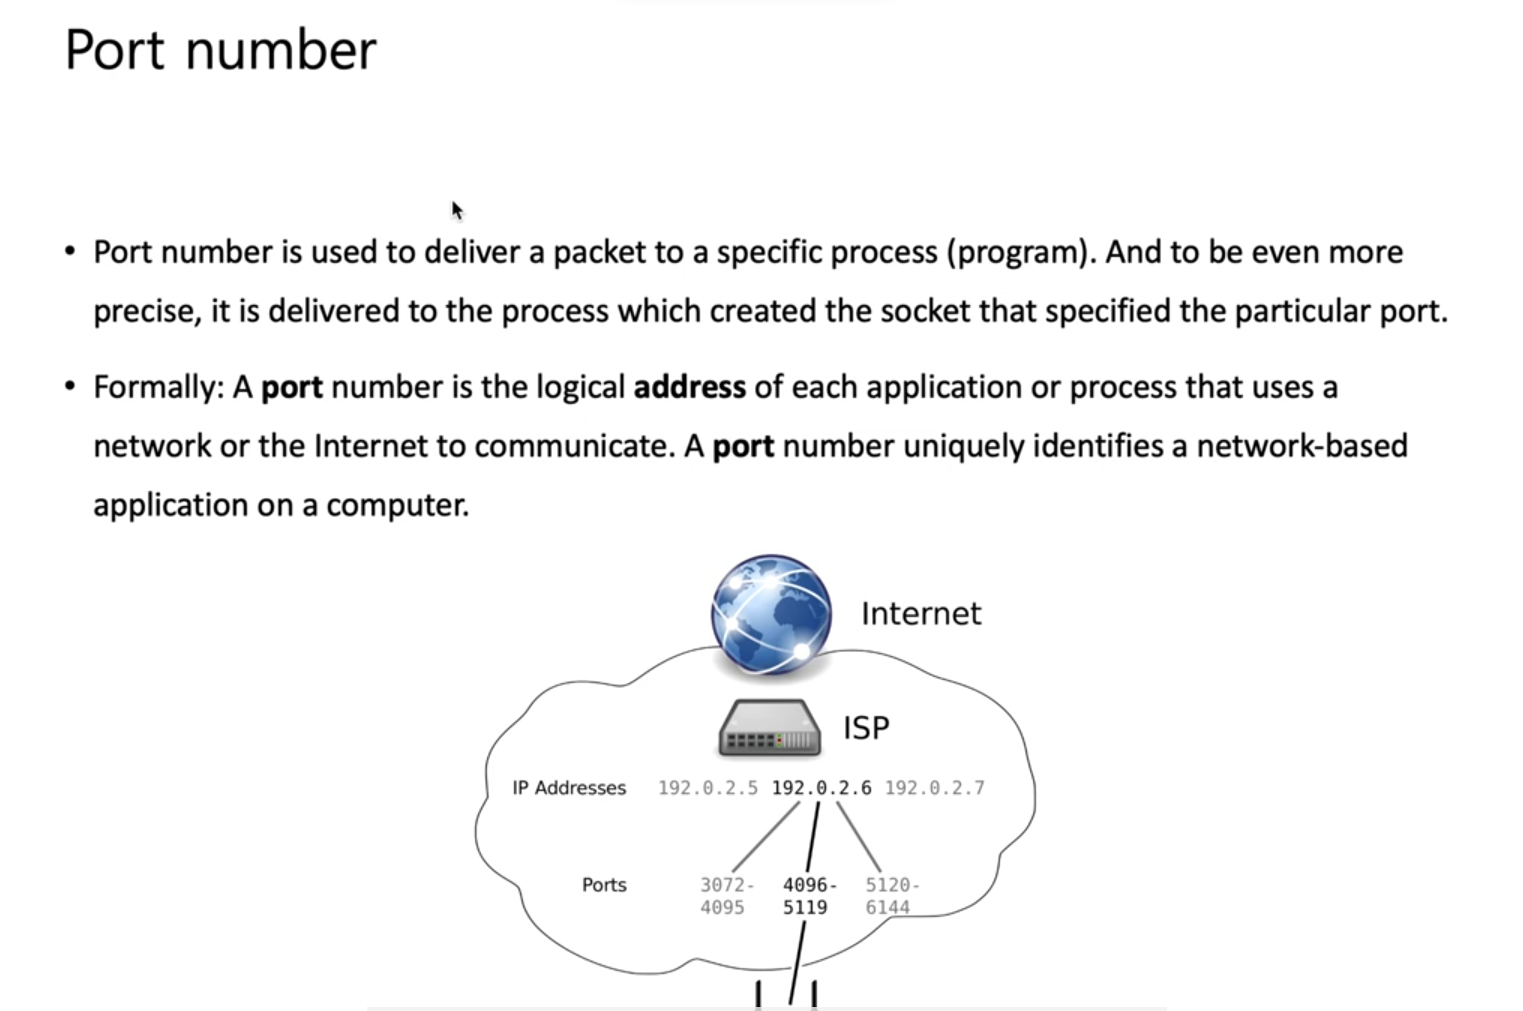 Port number
• Port number is used to deliver a packet to a specific process (program). And to be even more
precise, it is delivered to the process which created the socket that specified the particular port.
• Formally: A port number is the logical address of each application or process that uses a
network or the Internet to communicate. A port number uniquely identifies a network-based
application on a computer.
Internet
ISP
IP Addresses 192.0.2.5 192.0.2.6 192.0.2.7
Ports 3072- 4096- 5120-
4095 5119 6144